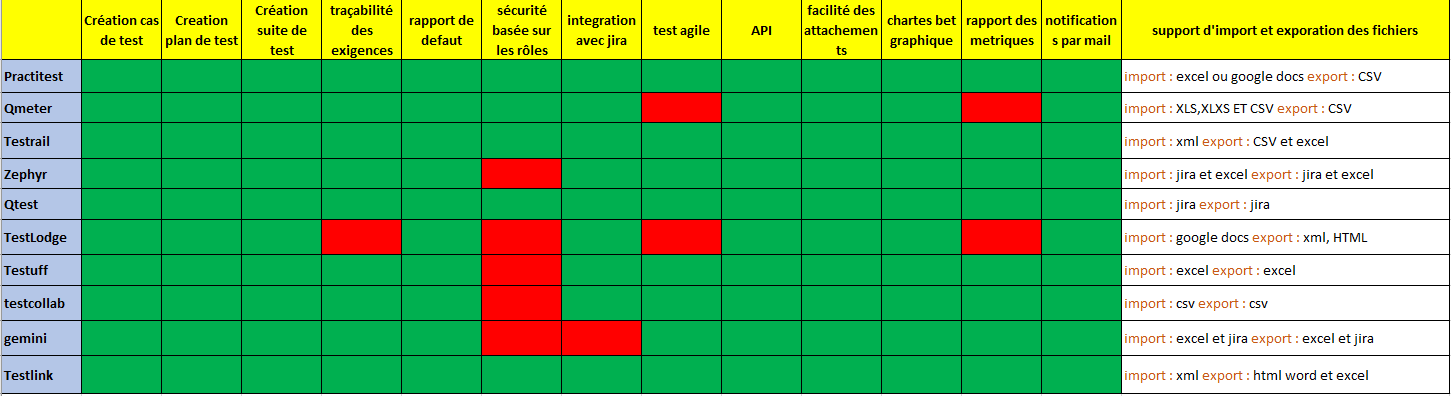 Création cas de test
Creation plan de test
Création suite de test
traçabilité des exigences
rapport de defaut
sécurité basée sur les rôles
integration avec jira
test agile
API
facilité des attachements
chartes bet graphique
rapport des metriques
notifications par mail
support d'import et exporation des fichiers
Practitest
import : excel ou google docs export : CSV
Qmeter
import : XLS,XLXS ET CSV export : CSV
Testrail
import : xml export : CSV et excel
Zephyr
import : jira et excel export : jira et excel
Qtest
import : jira export : jira
TestLodge
import : google docs export : xml, HTML
Testuff
import : excel export : excel
testcollab
import : csv export : csv
gemini
import : excel et jira export : excel et jira
Testlink
import : xml export : html word et excel